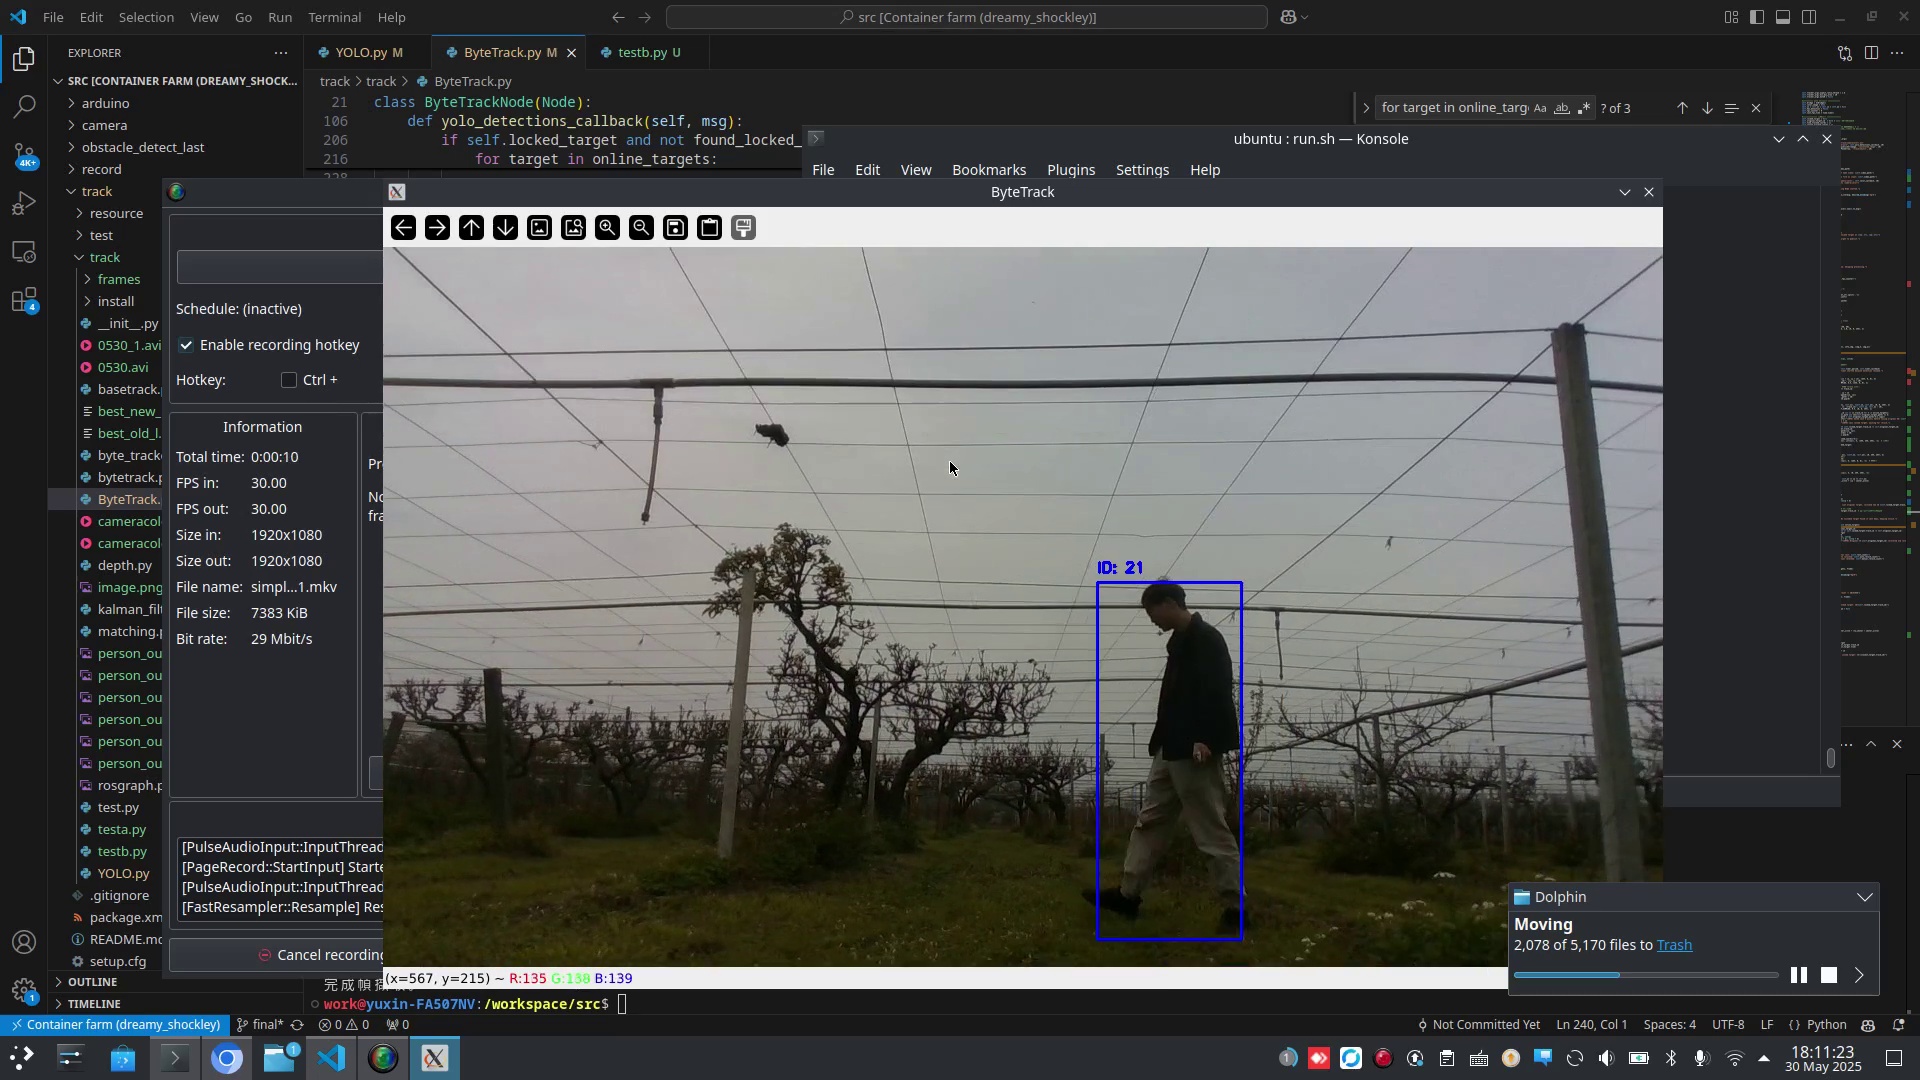 File Edit Selection View Go Run Terminal Help
src [Container farm (dreamy_shockley)]
EXPLORER
YOLO.py M
ByteTrack.py M
testb.py U
SRC [CONTAINER FARM (DREAMY_SHOCK...
track > track > ByteTrack.py
arduino
camera
obstacle_detect_last
record
track
resource
test
track
frames
install
__init__.py
0530_1.avi
0530.avi
basetrack.
best_new_
best_old_l.
byte_track
bytetrack.p
ByteTrack.
cameracol
cameracol
depth.py
image.png
kalman_filt
matching.p
person_ou
person_ou
person_ou
person_ou
person_ou
person_ou
rosgraph.p
test.py
testa.py
testb.py
YOLO.py
.gitignore
package.xm
README.md
setup.cfg
OUTLINE
TIMELINE
21 class ByteTrackNode(Node):
106 def yolo_detections_callback(self, msg):
206 if self.locked_target and not found_locked_
216 for target in online_targets:
for target in online_targ
Aa ab .*
? of 3
ubuntu : run.sh — Konsole
File Edit View Bookmarks Plugins Settings Help
ByteTrack
Schedule: (inactive)
Enable recording hotkey
Hotkey: Ctrl +
Information
Total time: 0:00:10
FPS in: 30.00
FPS out: 30.00
Size in: 1920x1080
Size out: 1920x1080
File name: simpl...1.mkv
File size: 7383 KiB
Bit rate: 29 Mbit/s
Pr
No
fra
[PulseAudioInput::InputThread
[PageRecord::StartInput] Starte
[PulseAudioInput::InputThread
[FastResampler::Resample] Res
Cancel recording
ID: 21
(x=567, y=215) ~ R:135 G:138 B:139
work@yuxin-FA507NV:/workspace/src$
Dolphin
Moving
2,078 of 5,170 files to Trash
4K+
4
1
Container farm (dreamy_shockley)
final*
0 0
0
Not Committed Yet
Ln 240, Col 1
Spaces: 4
UTF-8
LF
{} Python
1
1
18:11:23
30 May 2025